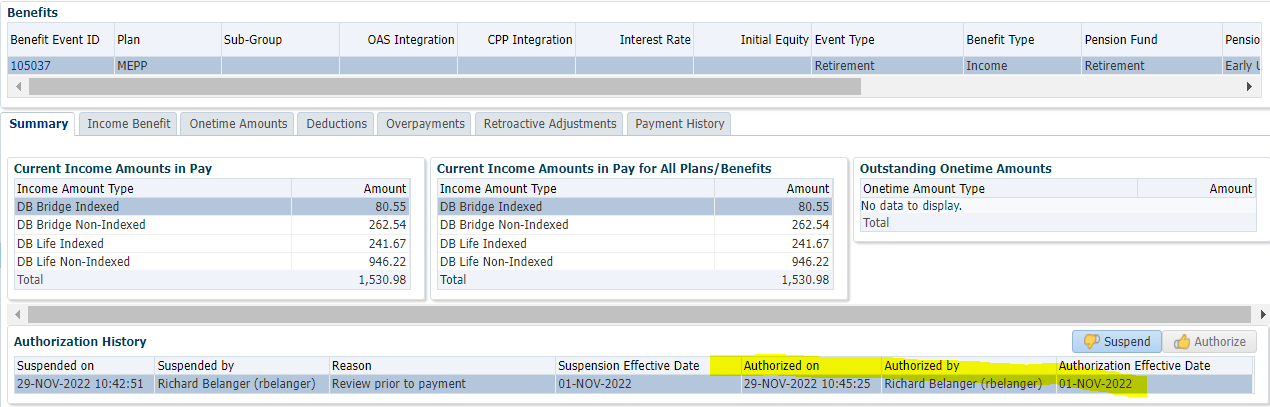 Benefits
Benefit Event ID Plan Sub-Group OAS Integration CPP Integration Interest Rate Initial Equity Event Type Benefit Type Pension Fund Pensio
105037 MEPP Retirement Income Retirement Early U
Summary Income Benefit Onetime Amounts Deductions Overpayments Retroactive Adjustments Payment History
Current Income Amounts in Pay
Income Amount Type Amount
DB Bridge Indexed 80.55
DB Bridge Non-Indexed 262.54
DB Life Indexed 241.67
DB Life Non-Indexed 946.22
Total 1,530.98
Current Income Amounts in Pay for All Plans/Benefits
Income Amount Type Amount
DB Bridge Indexed 80.55
DB Bridge Non-Indexed 262.54
DB Life Indexed 241.67
DB Life Non-Indexed 946.22
Total 1,530.98
Outstanding Onetime Amounts
Onetime Amount Type Amount
No data to display.
Total
Authorization History Suspend Authorize
Suspended on Suspended by Reason Suspension Effective Date Authorized on Authorized by Authorization Effective Date
29-NOV-2022 10:42:51 Richard Belanger (rbelanger) Review prior to payment 01-NOV-2022 29-NOV-2022 10:45:25 Richard Belanger (rbelanger) 01-NOV-2022